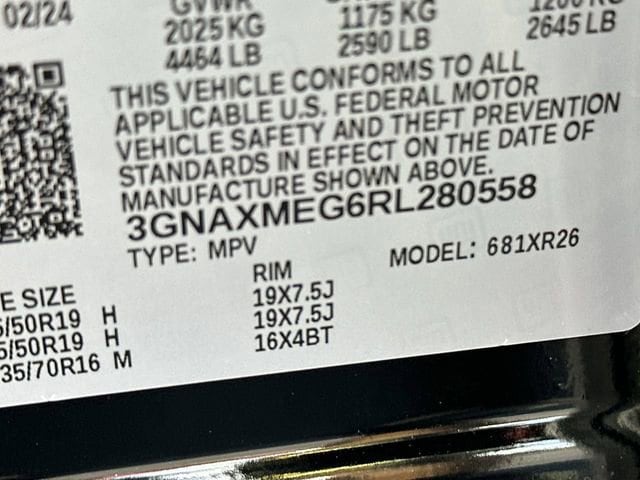 02/24 GVWR
2025 KG 1175 KG
4464 LB 2590 LB 2645 LB
THIS VEHICLE CONFORMS TO ALL
APPLICABLE U.S. FEDERAL MOTOR
VEHICLE SAFETY AND THEFT PREVENTION
STANDARDS IN EFFECT ON THE DATE OF
MANUFACTURE SHOWN ABOVE.
3GNAXMEG6RL280558
TYPE: MPV MODEL: 681XR26
E SIZE RIM
5/50R19 H 19X7.5J
5/50R19 H 19X7.5J
35/70R16 M 16X4BT